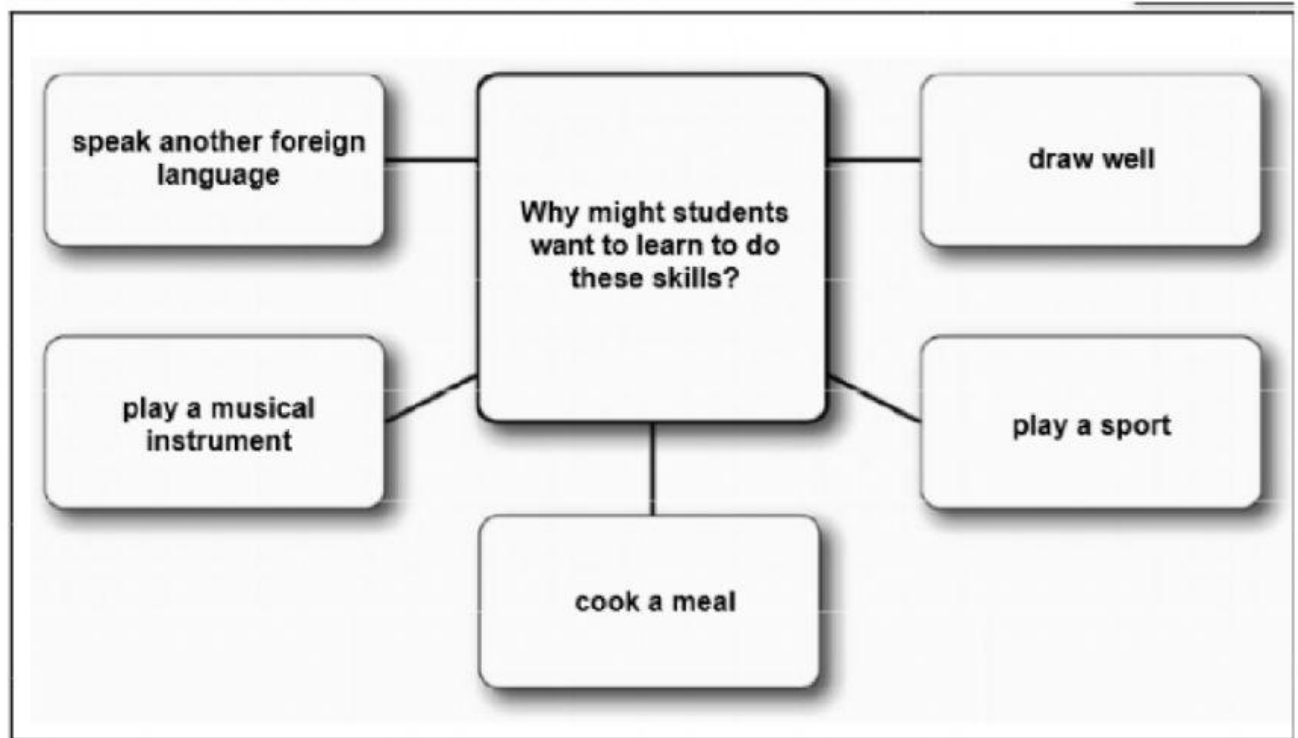 speak another foreign
language
Why might students
want to learn to do
these skills?
draw well
play a musical
instrument
play a sport
cook a meal